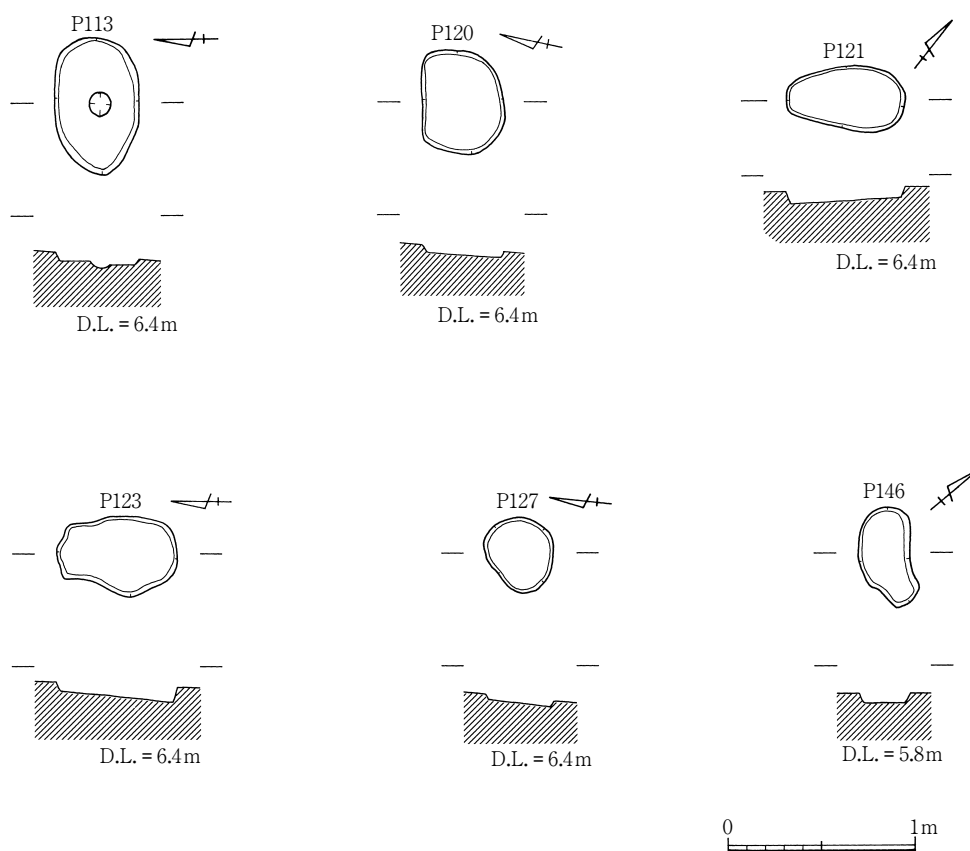 P113
P120
P121
D.L. = 6.4m
D.L. = 6.4m
D.L. = 6.4m
P123
P127
P146
D.L. = 6.4m
D.L. = 6.4m
D.L. = 5.8m
0 1m